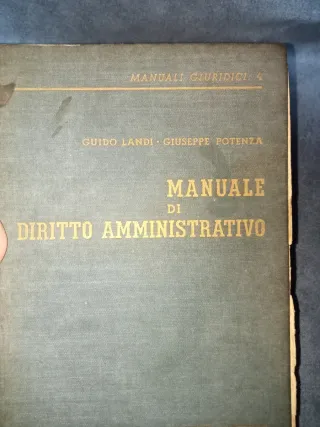 MANUALI GIURIDICI: 4
GUIDO LANDI · GIUSEPPE POTENZA
MANUALE
DI
DIRITTO AMMINISTRATIVO